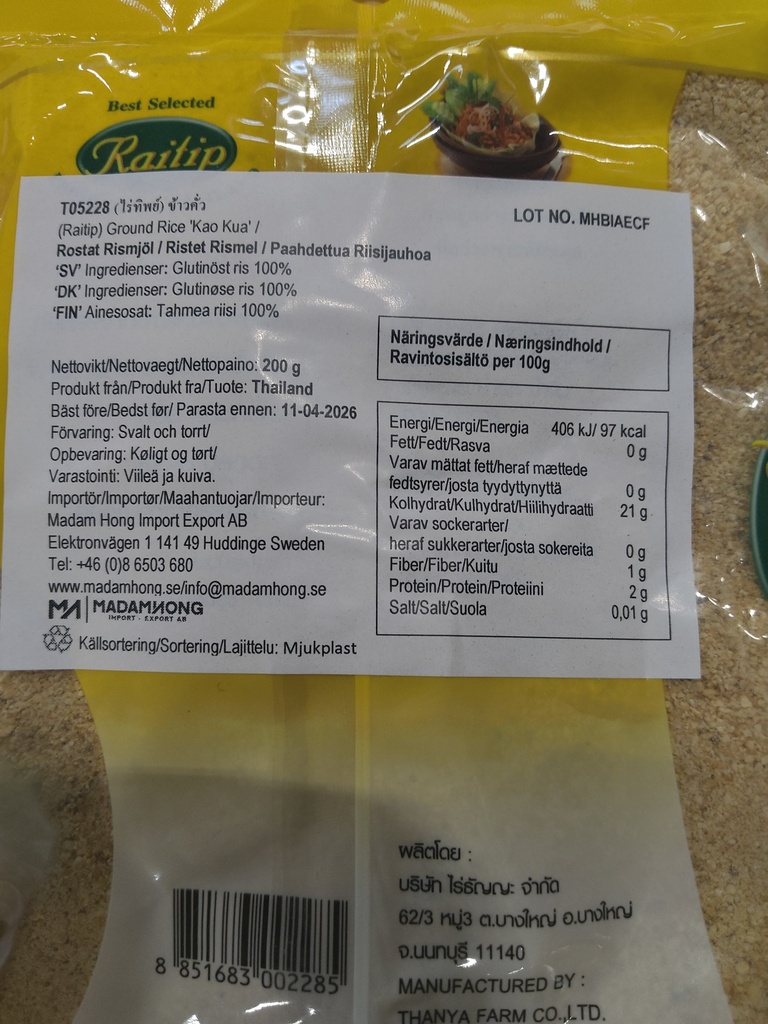 Best Selected
Raitip
T05228 (ไร่ทิพย์) ข้าวคั่ว
LOT NO. MHBIAECF
(Raitip) Ground Rice 'Kao Kua' /
Rostat Rismjöl / Ristet Rismel / Paahdettua Riisijauhoa
'SV' Ingredienser: Glutinöst ris 100%
'DK' Ingredienser: Glutinøse ris 100%
'FIN' Ainesosat: Tahmea riisi 100%
Nettovikt/Nettovaegt/Nettopaino: 200 g
Produkt från/Produkt fra/Tuote: Thailand
Bäst före/Bedst før/ Parasta ennen: 11-04-2026
Förvaring: Svalt och torrt/
Opbevaring: Køligt og tørt/
Varastointi: Viileä ja kuiva.
Importör/Importør/Maahantuojar/Importeur:
Madam Hong Import Export AB
Elektronvägen 1 141 49 Huddinge Sweden
Tel: +46 (0)8 6503 680
www.madamhong.se/info@madamhong.se
MADAMHONG
IMPORT - EXPORT AB
Källsortering/Sortering/Lajittelu: Mjukplast
Näringsvärde / Næringsindhold /
Ravintosisältö per 100g
Energi/Energi/Energia 406 kJ/ 97 kcal
Fett/Fedt/Rasva 0 g
Varav mättat fett/heraf mættede
fedtsyrer/josta tyydyttynyttä 0 g
Kolhydrat/Kulhydrat/Hiilihydraatti 21 g
Varav sockerarter/
heraf sukkerarter/josta sokereita 0 g
Fiber/Fiber/Kuitu 1 g
Protein/Protein/Proteiini 2 g
Salt/Salt/Suola 0,01 g
8 851683 002285
ผลิตโดย :
บริษัท ไร่ธัญญะ จำกัด
62/3 หมู่3 ต.บางใหญ่ อ.บางใหญ่
จ.นนทบุรี 11140
MANUFACTURED BY :
THANYA FARM CO.,LTD.